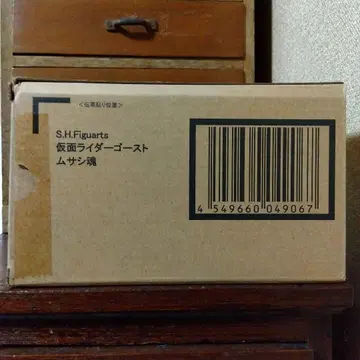 <伝票貼り位置>
S.H.Figuarts
仮面ライダーゴースト
ムサシ魂
4 549660 049067